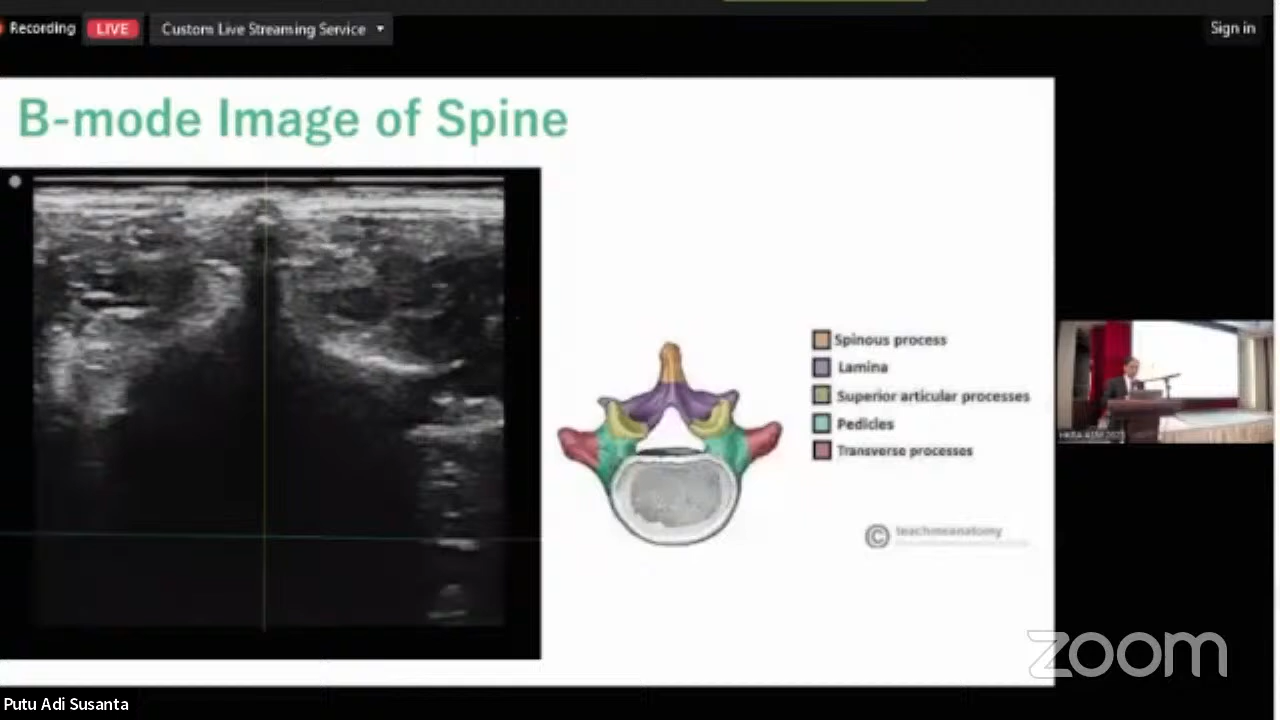 Recording
LIVE
Custom Live Streaming Service
Sign in
B-mode Image of Spine
Spinous process
Lamina
Superior articular processes
Pedicles
Transverse processes
© teachmeanatomy
zoom
Putu Adi Susanta